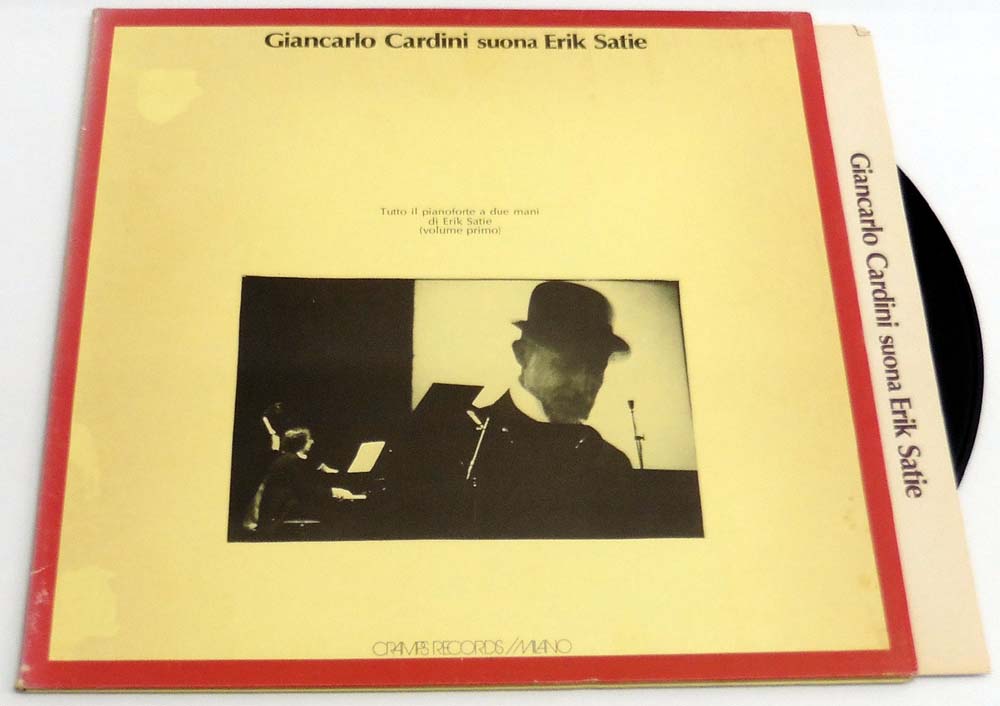 Giancarlo Cardini suona Erik Satie
Tutto il pianoforte a due mani
di Erik Satie
(volume primo)
CRAMPS RECORDS//MILANO
Giancarlo Cardini suona Erik Satie